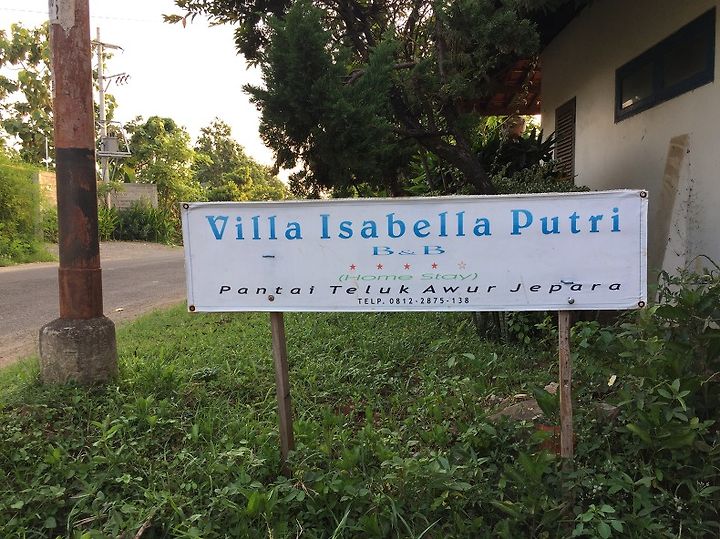 Villa Isabella Putri
B & B
(Home Stay)
Pantai Teluk Awur Jepara
TELP. 0812-2875-138